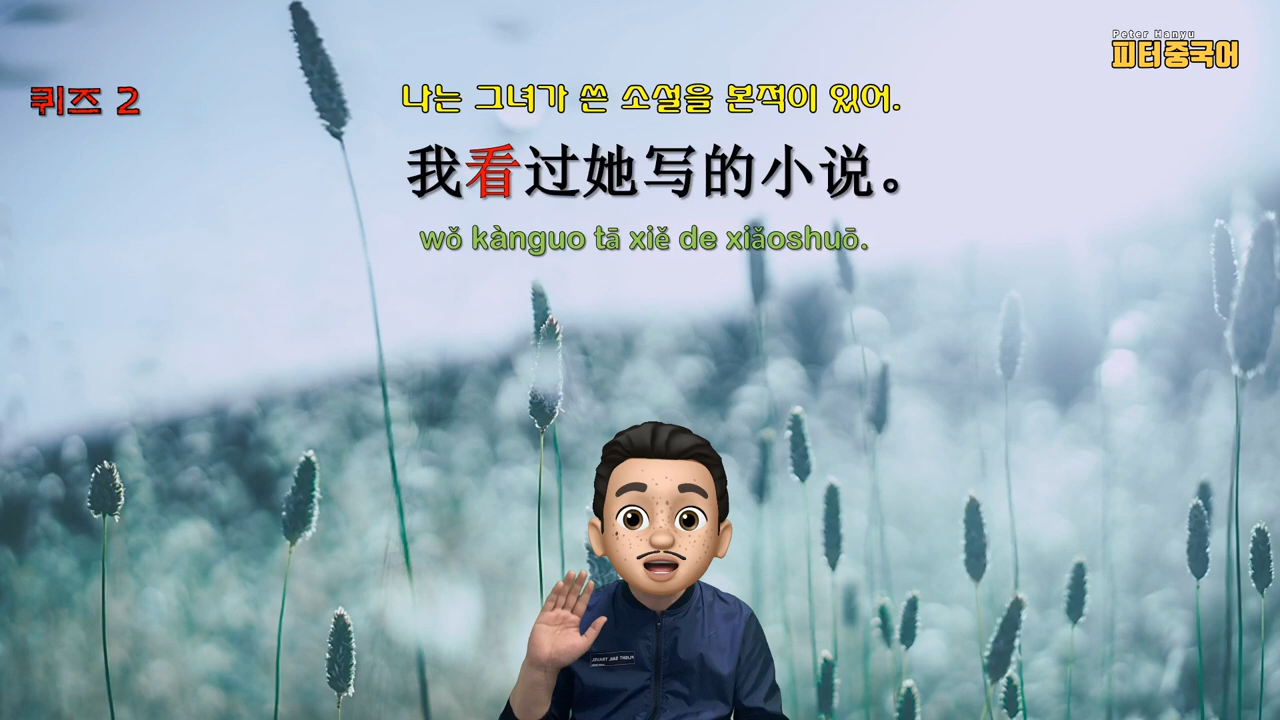 Peter Hanyu
피터중국어
퀴즈 2
나는 그녀가 쓴 소설을 본적이 있어.
我看过她写的小说。
wǒ kànguo tā xiě de xiǎoshuō.